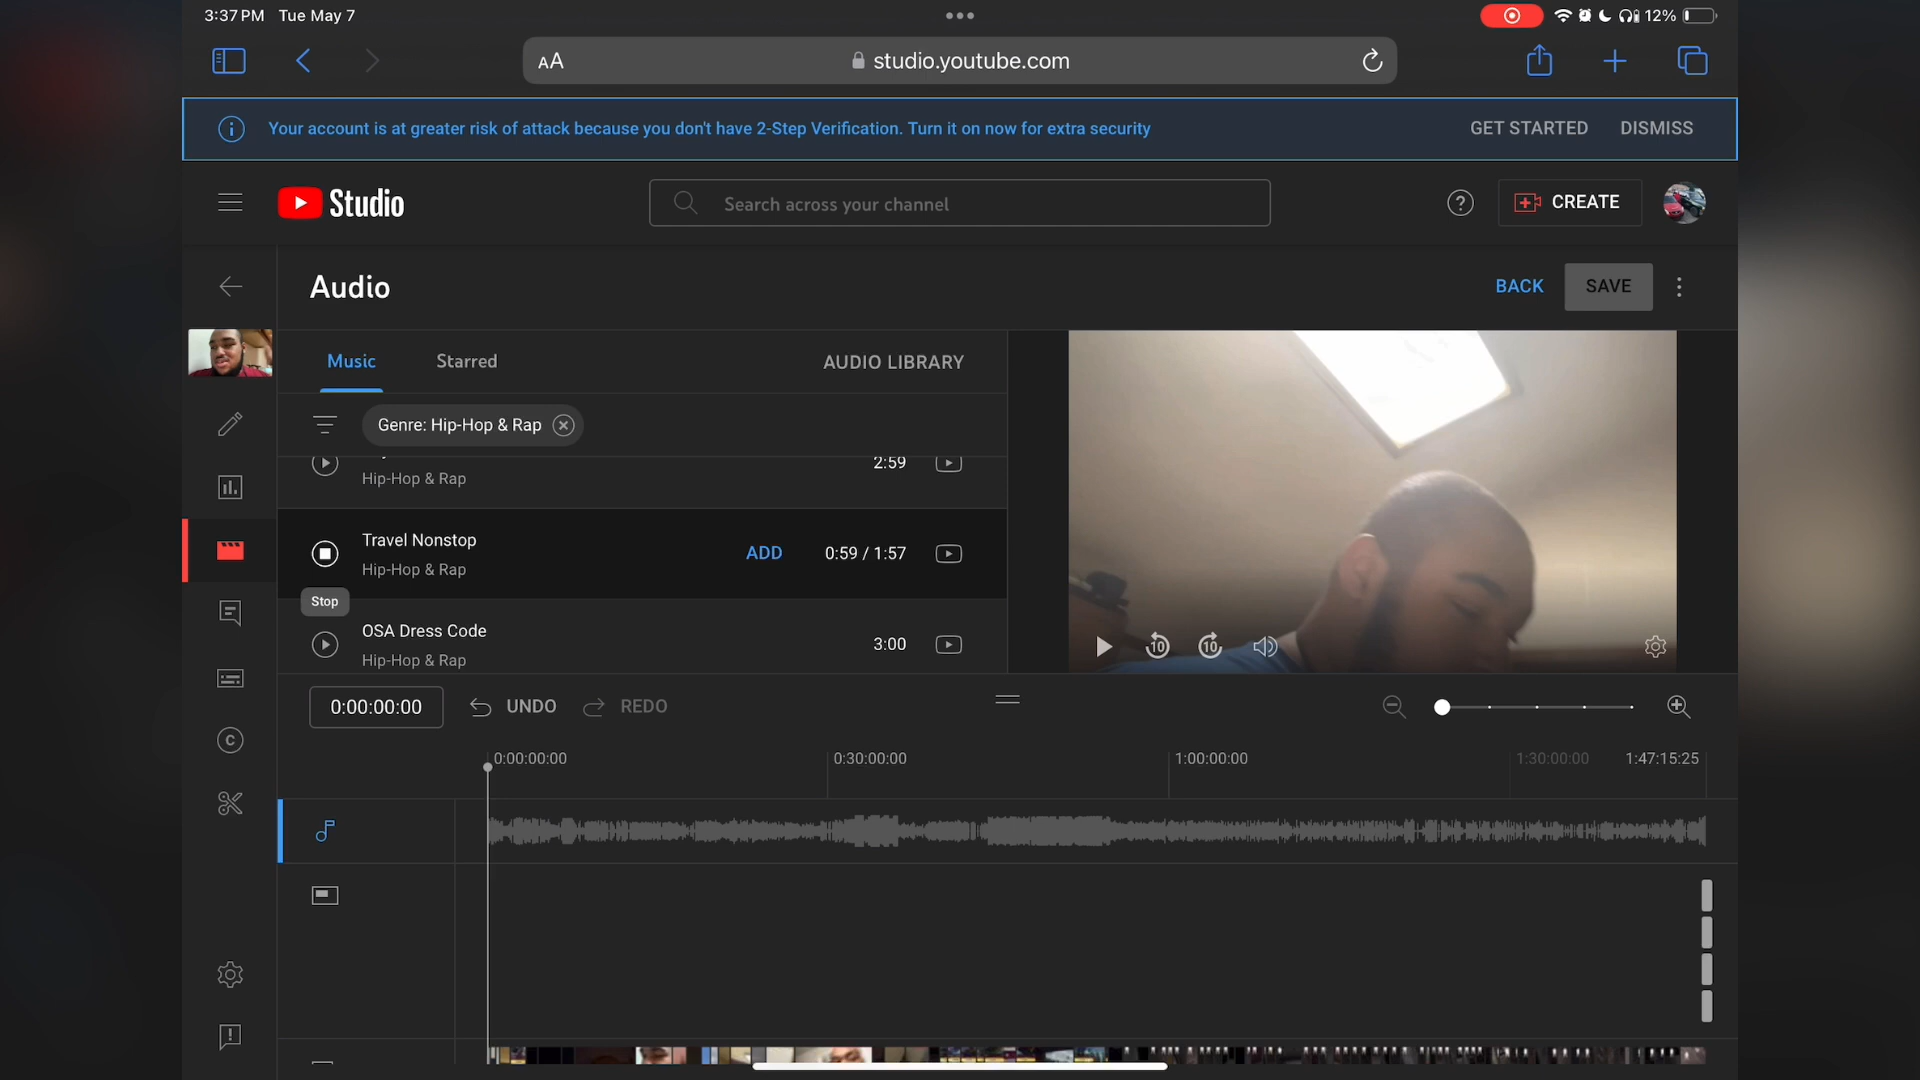 3:37 PM Tue May 7
12%
AA
studio.youtube.com
Your account is at greater risk of attack because you don't have 2-Step Verification. Turn it on now for extra security
GET STARTED
DISMISS
Studio
Search across your channel
CREATE
Audio
BACK
SAVE
Music
Starred
AUDIO LIBRARY
Genre: Hip-Hop & Rap
2:59
Hip-Hop & Rap
Travel Nonstop
ADD
0:59 / 1:57
Hip-Hop & Rap
Stop
OSA Dress Code
3:00
Hip-Hop & Rap
10
10
0:00:00:00
UNDO
REDO
0:00:00:00
0:30:00:00
1:00:00:00
1:30:00:00
1:47:15:25